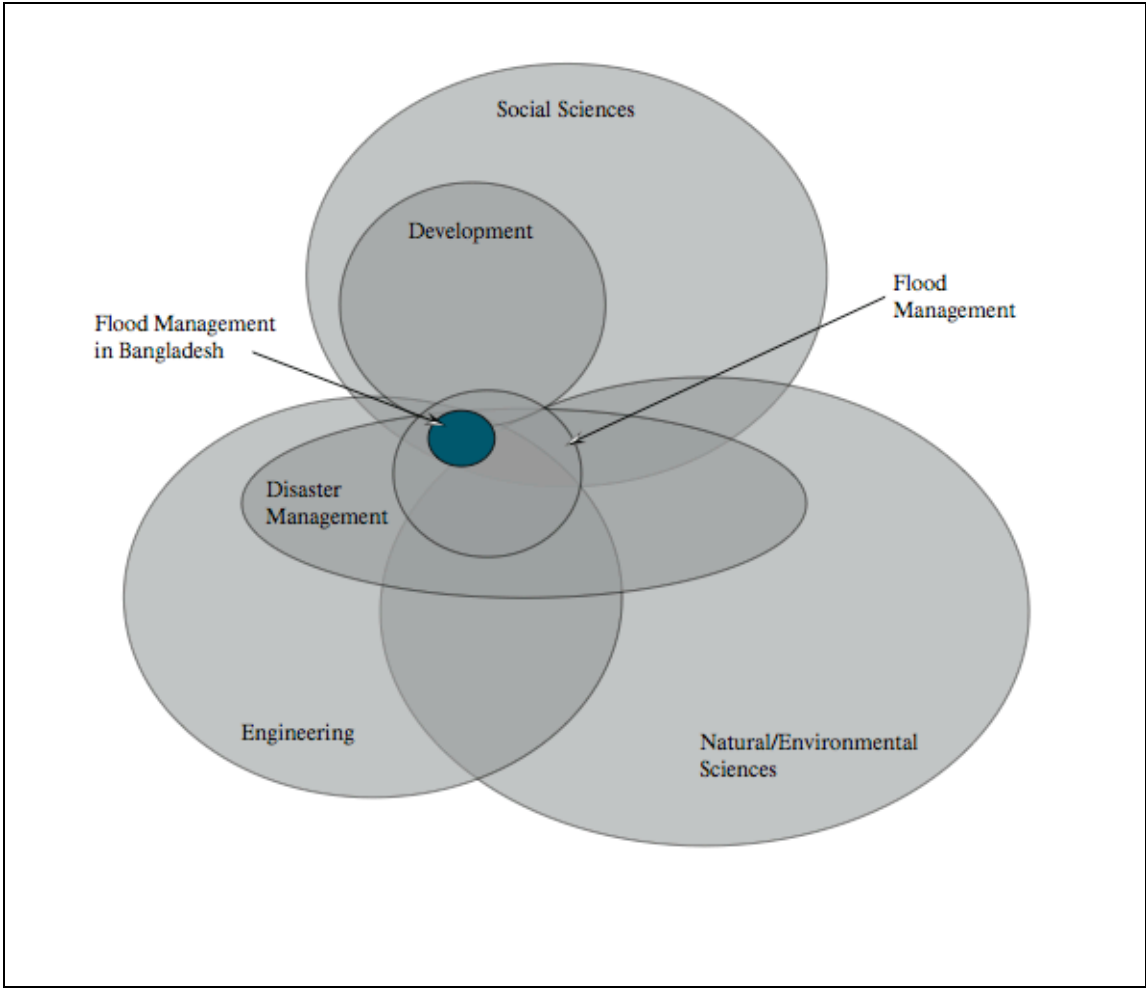 Social Sciences
Development
Flood
Management
Flood Management
in Bangladesh
Disaster
Management
Engineering
Natural/Environmental
Sciences